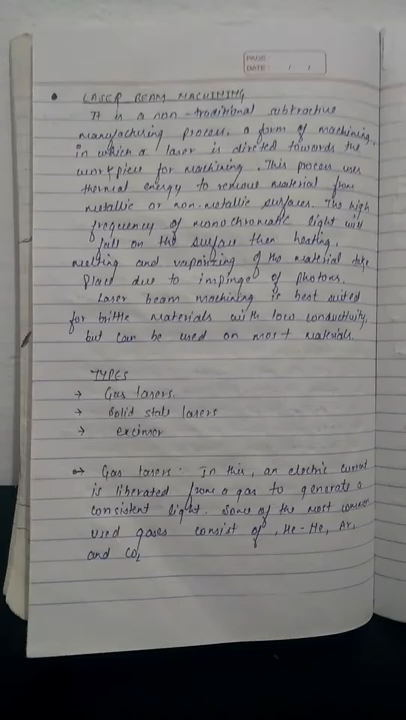 PAGE:
DATE: / /
• LASER BEAM MACHINING
It is a non-traditional subtractive
manufacturing process, a form of machining,
in which a laser is directed towards the
workpiece for machining. This process uses
thermal energy to remove material from
metallic or non-metallic surfaces. The high
frequency of monochromatic light will
fall on the surface then heating,
melting and vaporizing of the material take
place due to impinge of photons.
Laser beam machining is best suited
for brittle materials with low conductivity,
but can be used on most materials.
TYPES
→ Gas lasers.
→ Solid state lasers
→ excimer
→ Gas lasers: In this, an electric current
is liberated from a gas to generate a
consistent light. Some of the most common
used gases consist of, He-He, Ar,
and CO₂